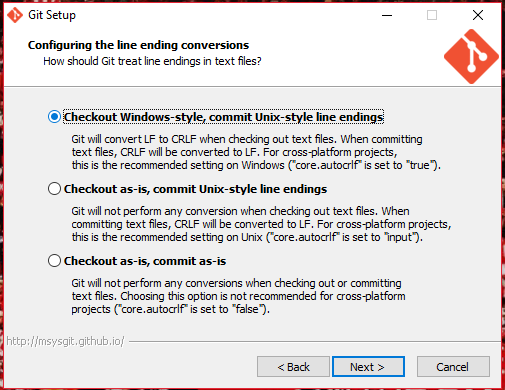 Git Setup
Configuring the line ending conversions
How should Git treat line endings in text files?
Checkout Windows-style, commit Unix-style line endings
Git will convert LF to CRLF when checking out text files. When committing
text files, CRLF will be converted to LF. For cross-platform projects,
this is the recommended setting on Windows ("core.autocrlf" is set to "true").
Checkout as-is, commit Unix-style line endings
Git will not perform any conversion when checking out text files. When
committing text files, CRLF will be converted to LF. For cross-platform projects,
this is the recommended setting on Unix ("core.autocrlf" is set to "input").
Checkout as-is, commit as-is
Git will not perform any conversions when checking out or committing
text files. Choosing this option is not recommended for cross-platform
projects ("core.autocrlf" is set to "false").
http://msysgit.github.io/
< Back
Next >
Cancel